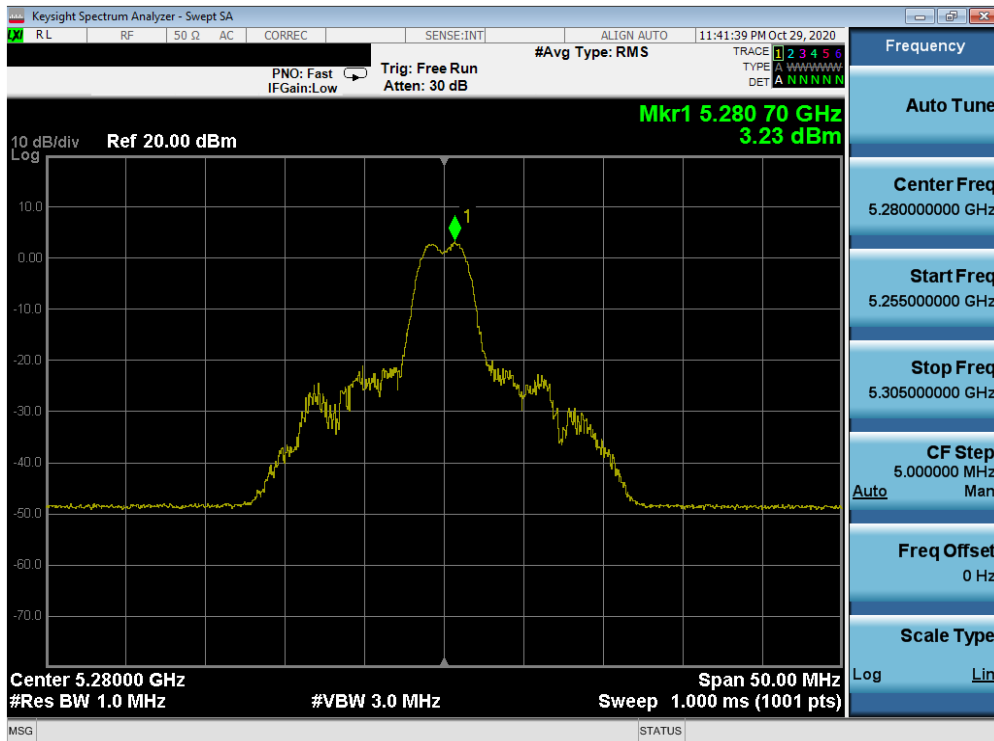 Keysight Spectrum Analyzer - Swept SA
LXI RL RF 50 Ω AC CORREC SENSE:INT ALIGN AUTO 11:41:39 PM Oct 29, 2020
#Avg Type: RMS
TRACE 1 2 3 4 5 6
TYPE A WWWWW
DET A N N N N N
PNO: Fast
IFGain:Low
Trig: Free Run
Atten: 30 dB
Mkr1 5.280 70 GHz
3.23 dBm
10 dB/div
Log
Ref 20.00 dBm
10.0
0.00
-10.0
-20.0
-30.0
-40.0
-50.0
-60.0
-70.0
1
Center 5.28000 GHz
#Res BW 1.0 MHz
#VBW 3.0 MHz
Span 50.00 MHz
Sweep 1.000 ms (1001 pts)
MSG
STATUS
Frequency
Auto Tune
Center Freq
5.280000000 GHz
Start Freq
5.255000000 GHz
Stop Freq
5.305000000 GHz
CF Step
5.000000 MHz
Auto Man
Freq Offset
0 Hz
Scale Type
Log Lin